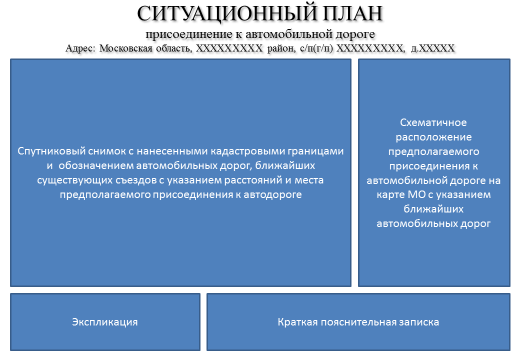 СИТУАЦИОННЫЙ ПЛАН
присоединение к автомобильной дороге
Адрес: Московская область, XXXXXXXXX район, с/п(г/п) XXXXXXXXX, д.XXXXX
Спутниковый снимок с нанесенными кадастровыми границами
и обозначением автомобильных дорог, ближайших
существующих съездов с указанием расстояний и места
предполагаемого присоединения к автодороге
Схематичное
расположение
предполагаемого
присоединения к
автомобильной дороге на
карте МО с указанием
ближайших
автомобильных дорог
Экспликация
Краткая пояснительная записка